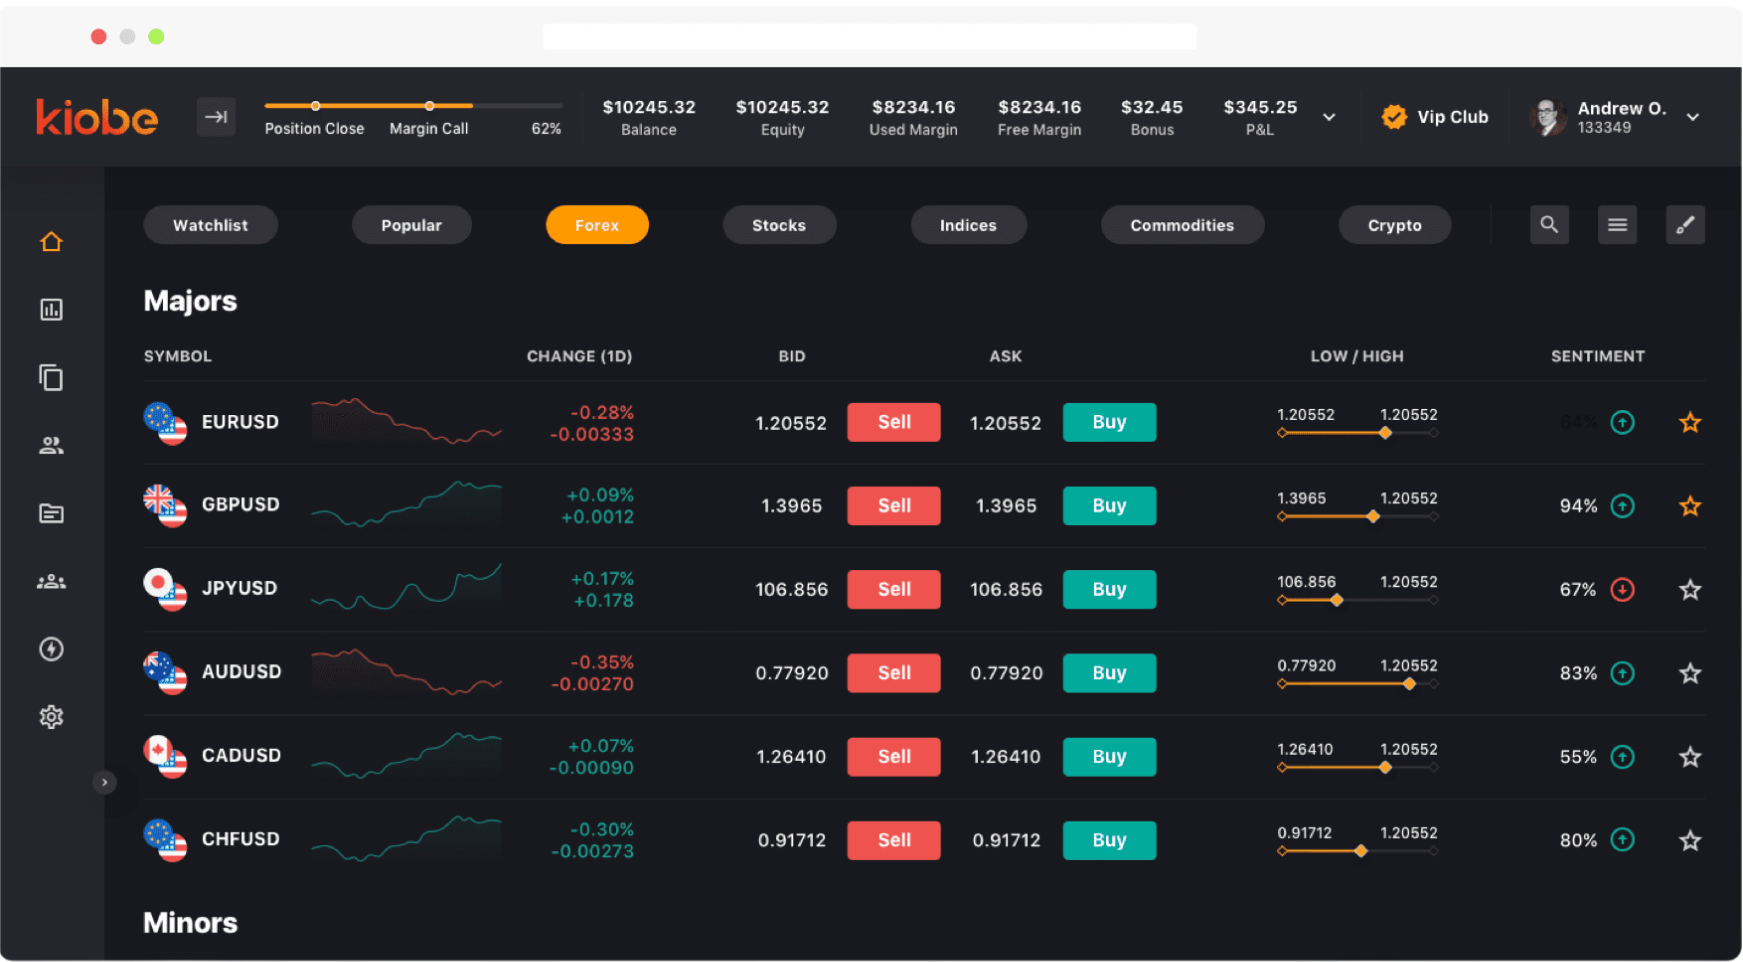 kiobe
Position Close Margin Call 62%
$10245.32 $10245.32 $8234.16 $8234.16 $32.45 $345.25
Balance Equity Used Margin Free Margin Bonus P&L
Vip Club
Andrew O.
133349
Watchlist Popular Forex Stocks Indices Commodities Crypto
Majors
SYMBOL CHANGE (1D) BID ASK LOW / HIGH SENTIMENT
EURUSD -0.28% -0.00333 1.20552 Sell 1.20552 Buy 1.20552 1.20552 64%
GBPUSD +0.09% +0.0012 1.3965 Sell 1.3965 Buy 1.3965 1.20552 94%
JPYUSD +0.17% +0.178 106.856 Sell 106.856 Buy 106.856 1.20552 67%
AUDUSD -0.35% -0.00270 0.77920 Sell 0.77920 Buy 0.77920 1.20552 83%
CADUSD +0.07% -0.00090 1.26410 Sell 1.26410 Buy 1.26410 1.20552 55%
CHFUSD -0.30% -0.00273 0.91712 Sell 0.91712 Buy 0.91712 1.20552 80%
Minors